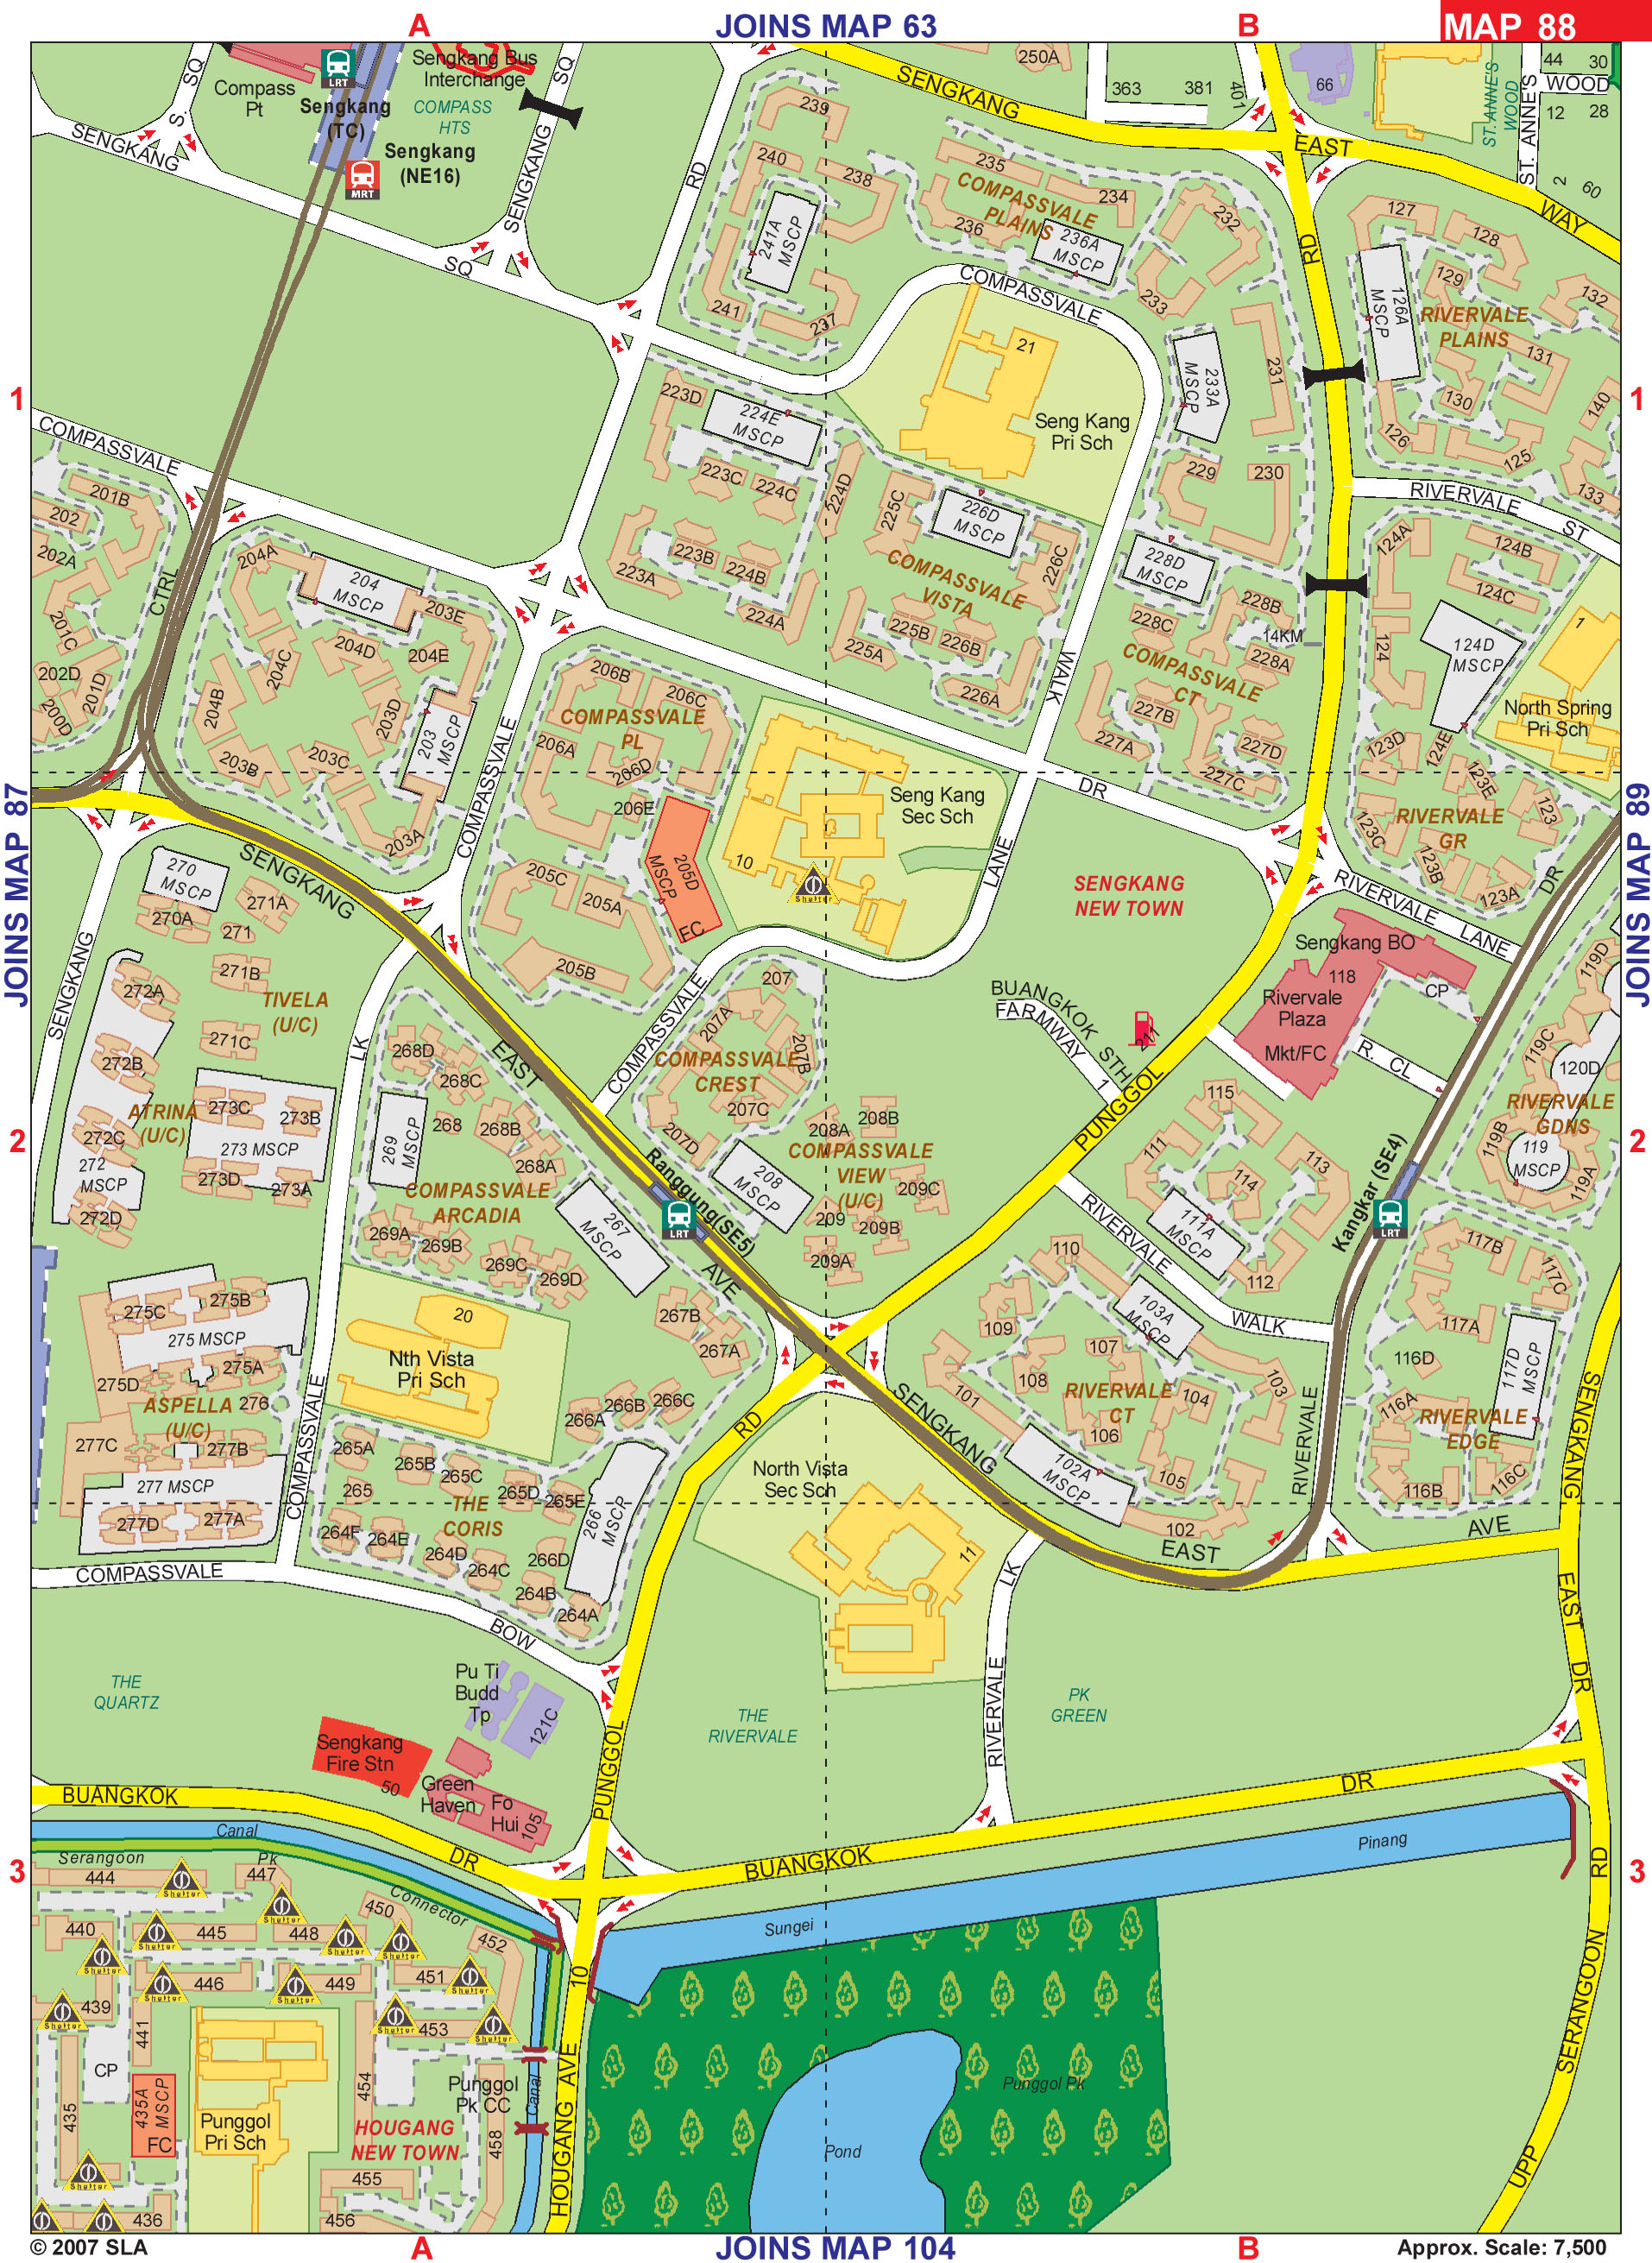 A
JOINS MAP 63
B
MAP 88
SQ
Compass
Pt
LRT
Sengkang
(TC)
Sengkang Bus
Interchange
COMPASS
HTS
SQ
Sengkang
(NE16)
MRT
SENGKANG
S.
SENGKANG
SQ
RD
SENGKANG
250A
363
381
401
66
EAST
WAY
ST. ANNE'S
WOOD
ST. ANNE'S
WOOD
44
30
12
28
2
60
239
240
238
241A
MSCP
241
237
235
COMPASSVALE
PLAINS
234
236
236A
MSCP
232
233
COMPASSVALE
RD
127
128
129
126A
MSCP
RIVERVALE
PLAINS
132
131
130
140
126
125
133
1
1
21
Seng Kang
Pri Sch
233A
MSCP
231
229
230
223D
224E
MSCP
223C
224C
224D
223B
224B
223A
224A
225C
226D
MSCP
226C
COMPASSVALE
VISTA
225B
226B
225A
226A
WALK
228D
MSCP
228C
228B
14KM
228A
COMPASSVALE
CT
227B
227A
227D
227C
RIVERVALE
ST
124A
124B
124C
124
124D
MSCP
1
North Spring
Pri Sch
123D
124E
123E
123
RIVERVALE
GR
123C
123B
123A
COMPASSVALE
201B
202
202A
201C
202D
201D
200D
CTRL
204A
204
MSCP
203E
204D
204E
204C
204B
203D
203
MSCP
203B
203C
203A
COMPASSVALE
206B
206C
COMPASSVALE
PL
206A
206D
206E
205C
205A
205D
MSCP
FC
205B
10
Seng Kang
Sec Sch
Shelter
LANE
DR
SENGKANG
NEW TOWN
RIVERVALE
LANE
DR
JOINS MAP 87
JOINS MAP 89
SENGKANG
270
MSCP
270A
271A
271
271B
TIVELA
(U/C)
271C
SENGKANG
272A
272B
ATRINA
(U/C)
272C
272
MSCP
272D
273C
273B
273 MSCP
273D
273A
LK
EAST
268D
268C
269
MSCP
268
268B
268A
COMPASSVALE
ARCADIA
269A
269B
269C
269D
267
MSCP
267B
267A
COMPASSVALE
207
207A
207B
COMPASSVALE
CREST
207C
207D
208
MSCP
208A
208B
COMPASSVALE
VIEW
(U/C)
209C
209
209B
209A
Ranggung(SE5)
LRT
AVE
BUANGKOK STH
FARMWAY 1
211
PUNGGOL
Sengkang BO
118
Rivervale
Plaza
Mkt/FC
CP
R. CL
119D
119C
120D
RIVERVALE
GDNS
119B
119
MSCP
119A
2
2
115
111
114
113
111A
MSCP
112
RIVERVALE
WALK
Kangkar (SE4)
LRT
117B
117C
117A
117D
MSCP
116D
116A
RIVERVALE
EDGE
116B
116C
110
109
103A
MSCP
107
108
RIVERVALE
CT
104
103
106
105
101
102A
MSCP
102
SENGKANG
EAST
AVE
RIVERVALE
SENGKANG
EAST
DR
275C
275B
275 MSCP
275A
275D
ASPELLA
(U/C)
276
277C
277B
277 MSCP
277D
277A
COMPASSVALE
20
Nth Vista
Pri Sch
266A
266B
266C
265A
265B
265C
265
265D
265E
THE
CORIS
266
MSCP
264F
264E
264D
264C
266D
264B
264A
COMPASSVALE
BOW
RD
North Vista
Sec Sch
11
LK
RIVERVALE
THE
QUARTZ
Pu Ti
Budd
Tp
121C
Sengkang
Fire Stn
50
Green
Haven
Fo
Hui
105
PUNGGOL
THE
RIVERVALE
PK
GREEN
BUANGKOK
DR
BUANGKOK
DR
Canal
Serangoon
Pk
Connector
Sungei
Pinang
3
3
RD
444
447
450
440
445
448
452
446
449
451
439
441
453
CP
435
435A
MSCP
FC
454
Punggol
Pri Sch
Punggol
Pk CC
Canal
HOUGANG
NEW TOWN
458
455
436
456
Shelter
Shelter
Shelter
Shelter
Shelter
Shelter
Shelter
Shelter
Shelter
Shelter
Shelter
Shelter
Shelter
HOUGANG AVE 10
Punggol Pk
Pond
UPP
SERANGOON
© 2007 SLA
A
JOINS MAP 104
B
Approx. Scale: 7,500